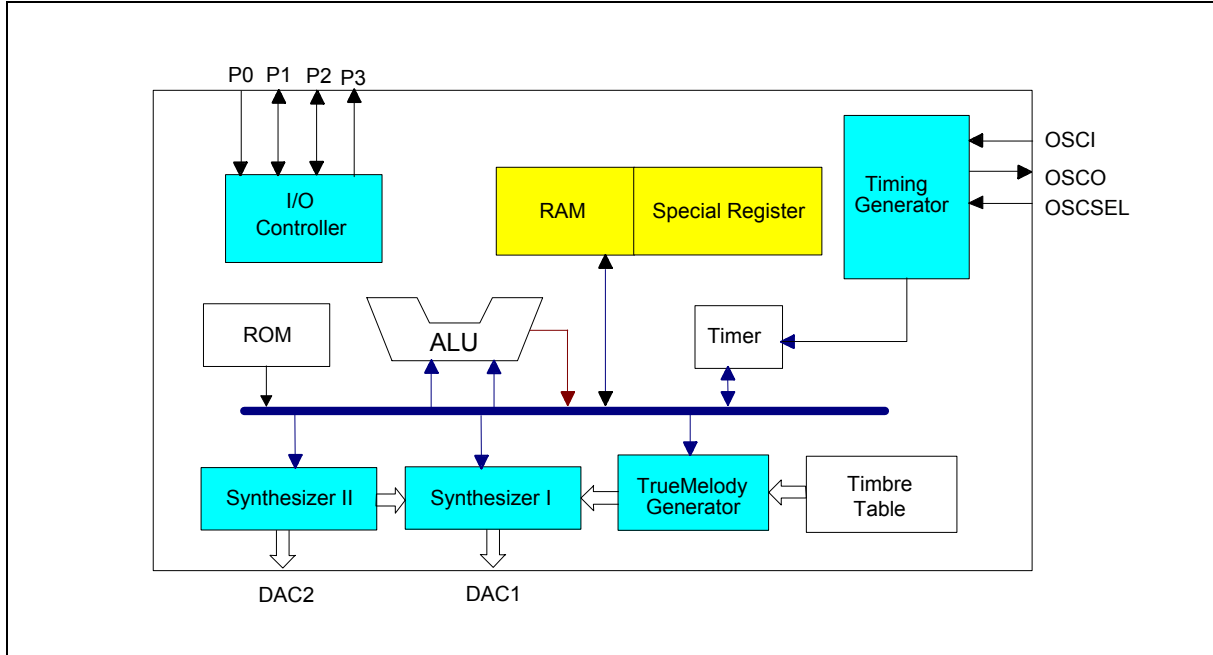 P0 P1 P2 P3
OSCI
OSCO
OSCSEL
I/O
Controller
RAM
Special Register
Timing
Generator
ROM
ALU
Timer
Synthesizer II
Synthesizer I
TrueMelody
Generator
Timbre
Table
DAC2
DAC1